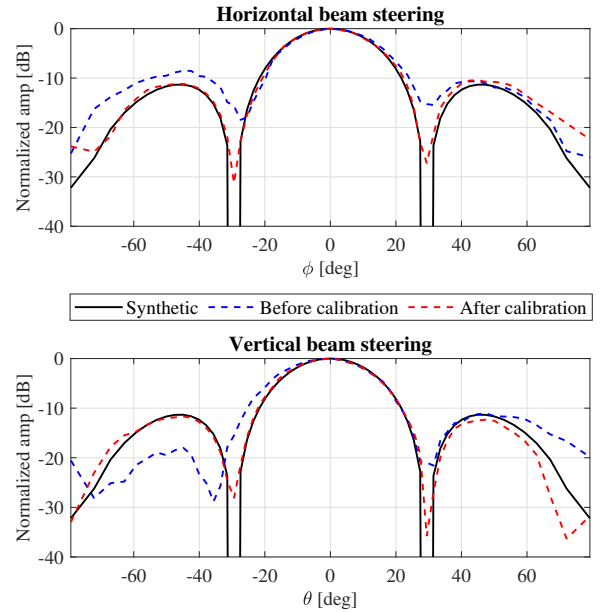 Horizontal beam steering
Normalized amp [dB]
0
-10
-20
-30
-40
-60
-40
-20
0
20
40
60
ϕ [deg]
Synthetic
Before calibration
After calibration
Vertical beam steering
Normalized amp [dB]
0
-10
-20
-30
-40
-60
-40
-20
0
20
40
60
θ [deg]